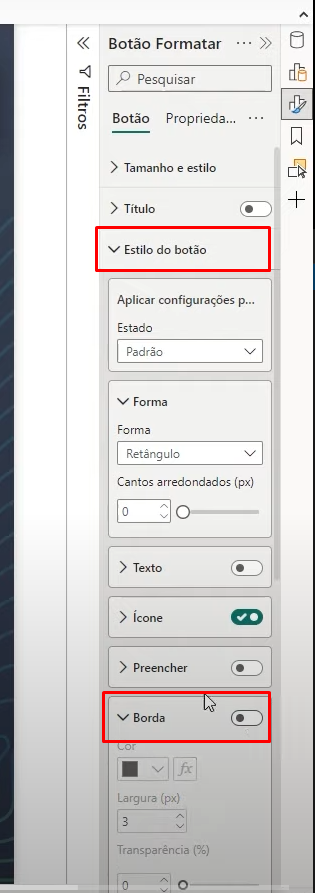 Botão Formatar
Filtros
Pesquisar
Botão Proprieda...
Tamanho e estilo
Título
Estilo do botão
Aplicar configurações p...
Estado
Padrão
Forma
Forma
Retângulo
Cantos arredondados (px)
0
Texto
Ícone
Preencher
Borda
Cor
fx
Largura (px)
3
Transparência (%)
0